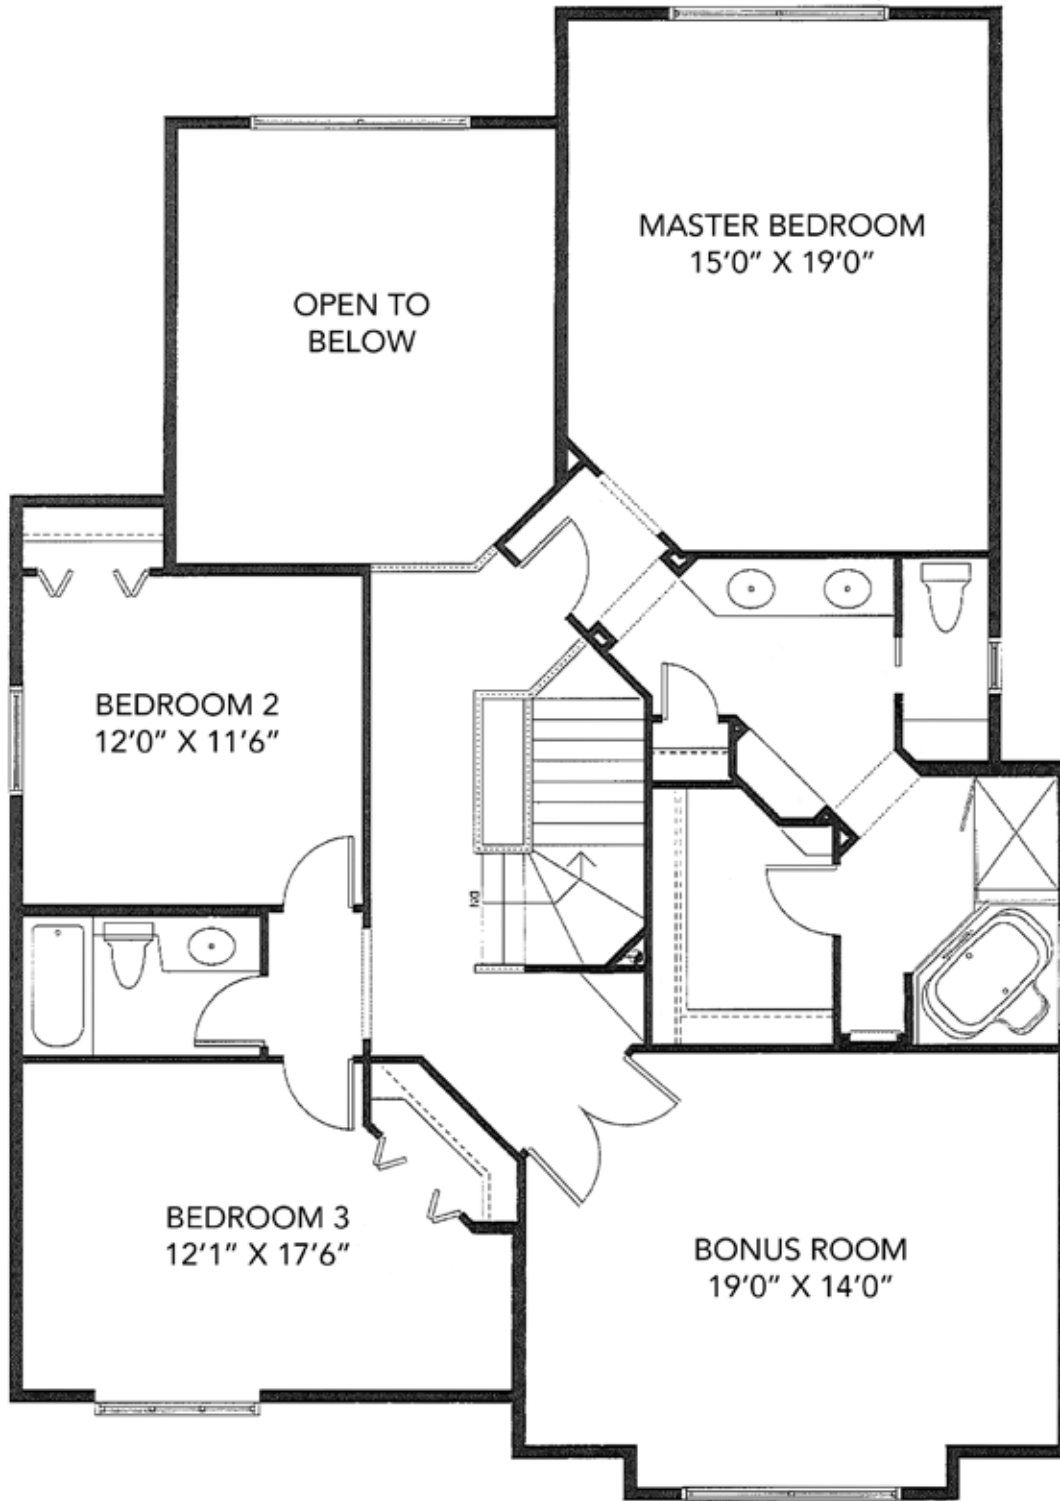 MASTER BEDROOM
15'0" X 19'0"
OPEN TO
BELOW
BEDROOM 2
12'0" X 11'6"
BEDROOM 3
12'1" X 17'6"
BONUS ROOM
19'0" X 14'0"